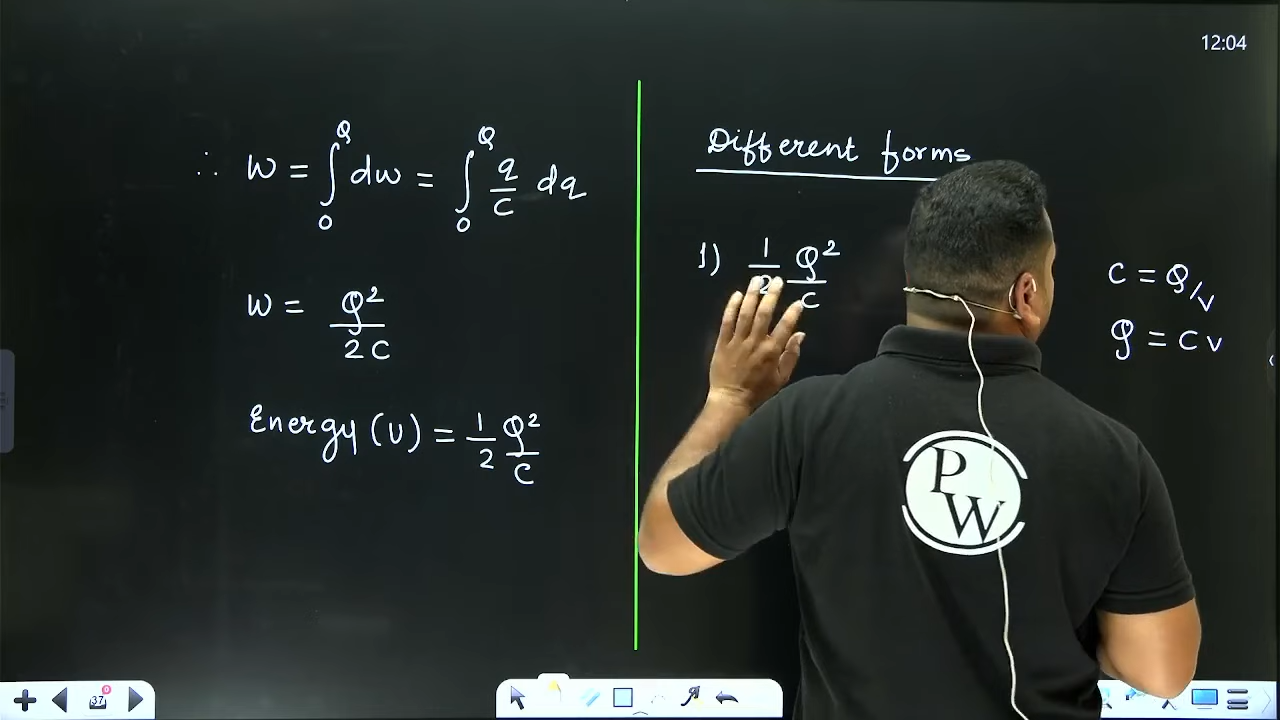 12:04
∴ W = ∫₀^Q dw = ∫₀^Q q/C dq
W = Q²/2C
Energy (U) = 1/2 Q²/C
Different forms
1) 1/2 Q²/C
C = Q/V
Q = CV
PW
37